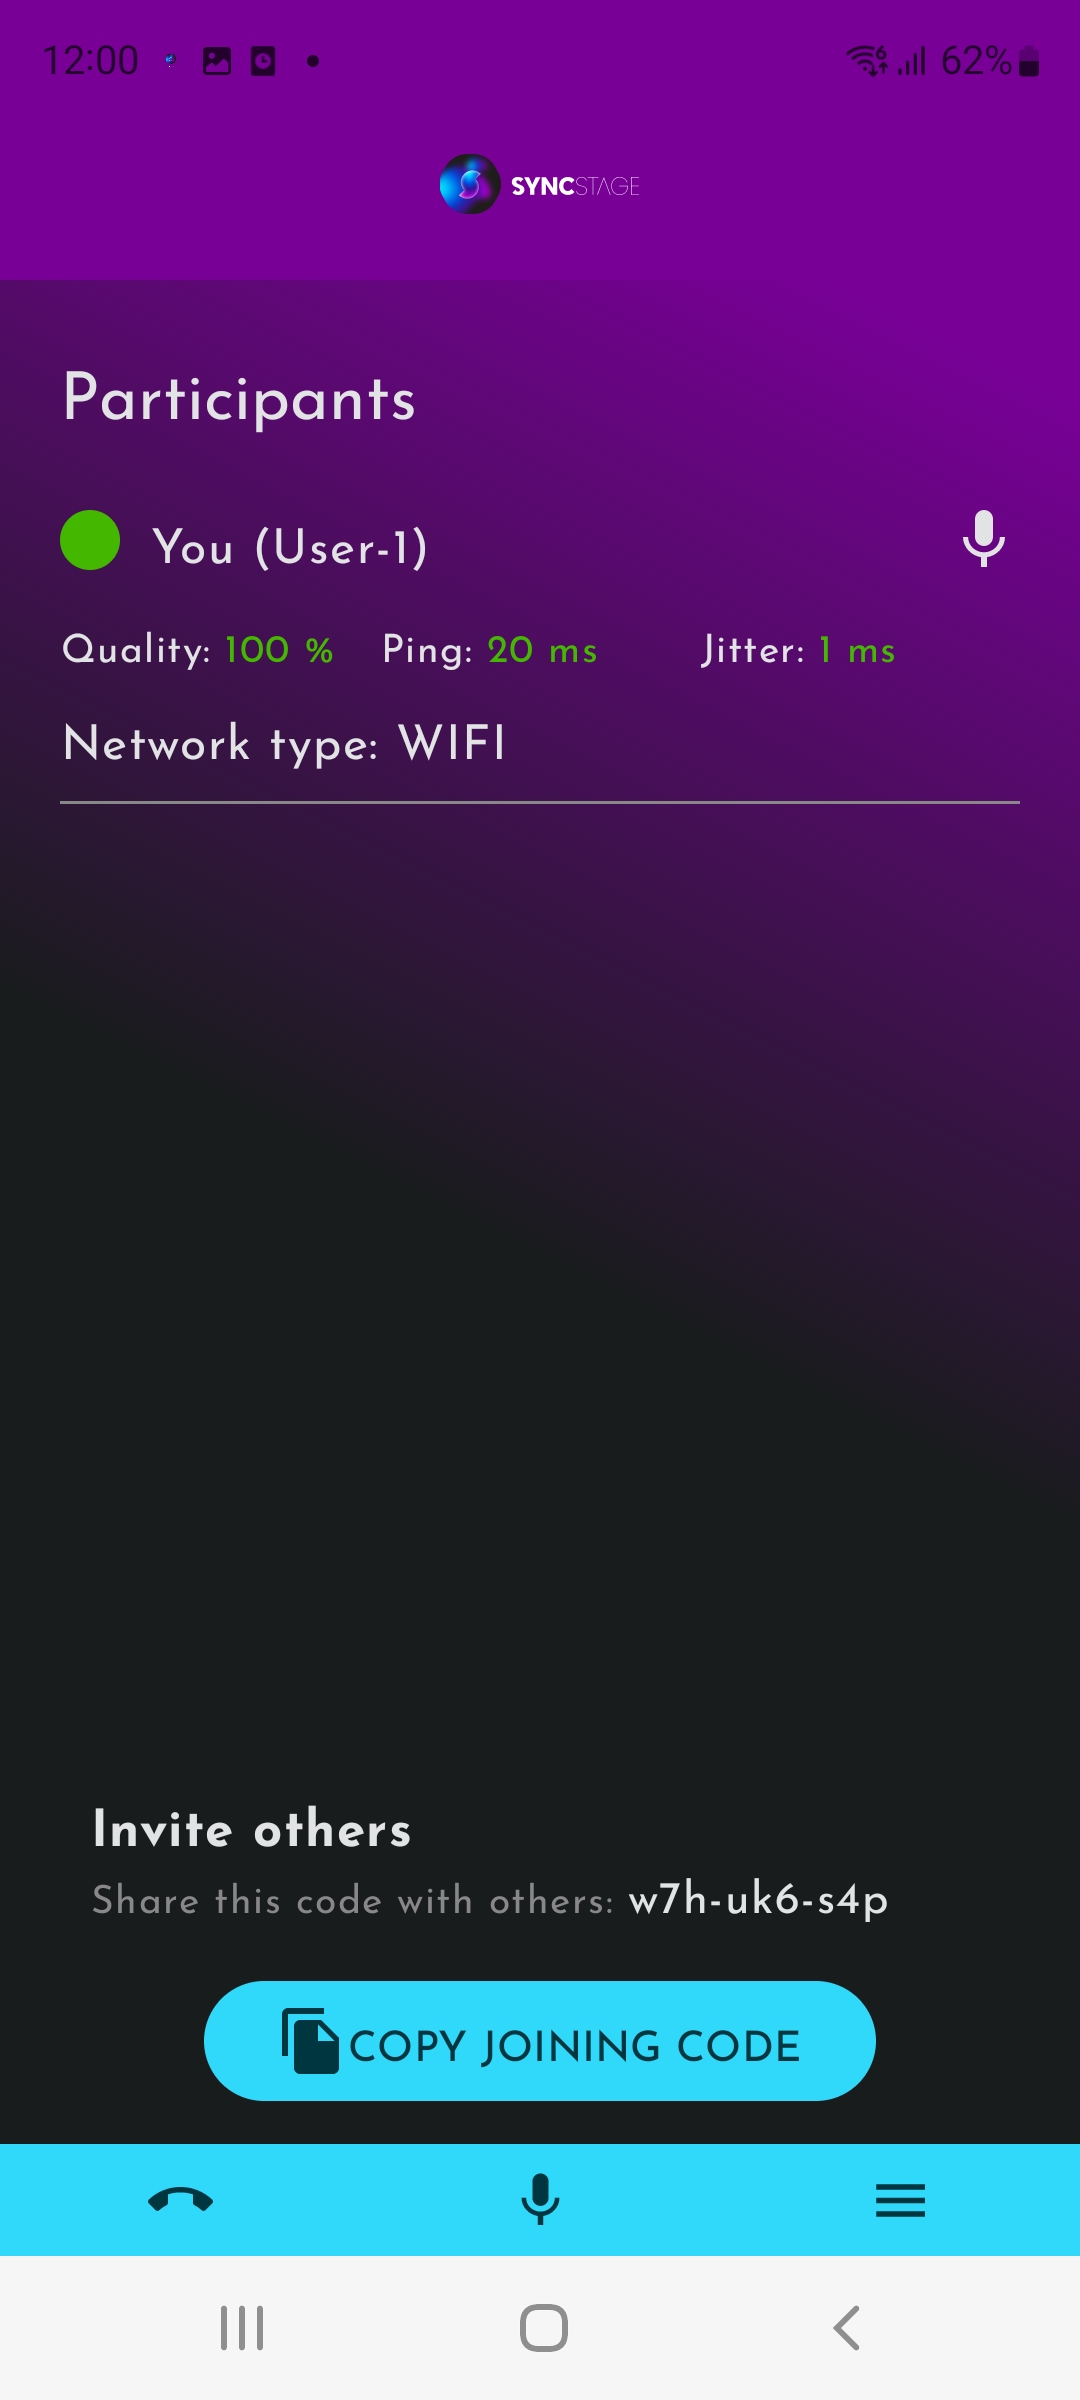 12:00 62%
SYNCSTAGE
Participants
You (User-1)
Quality: 100 % Ping: 20 ms Jitter: 1 ms
Network type: WIFI
Invite others
Share this code with others: w7h-uk6-s4p
COPY JOINING CODE